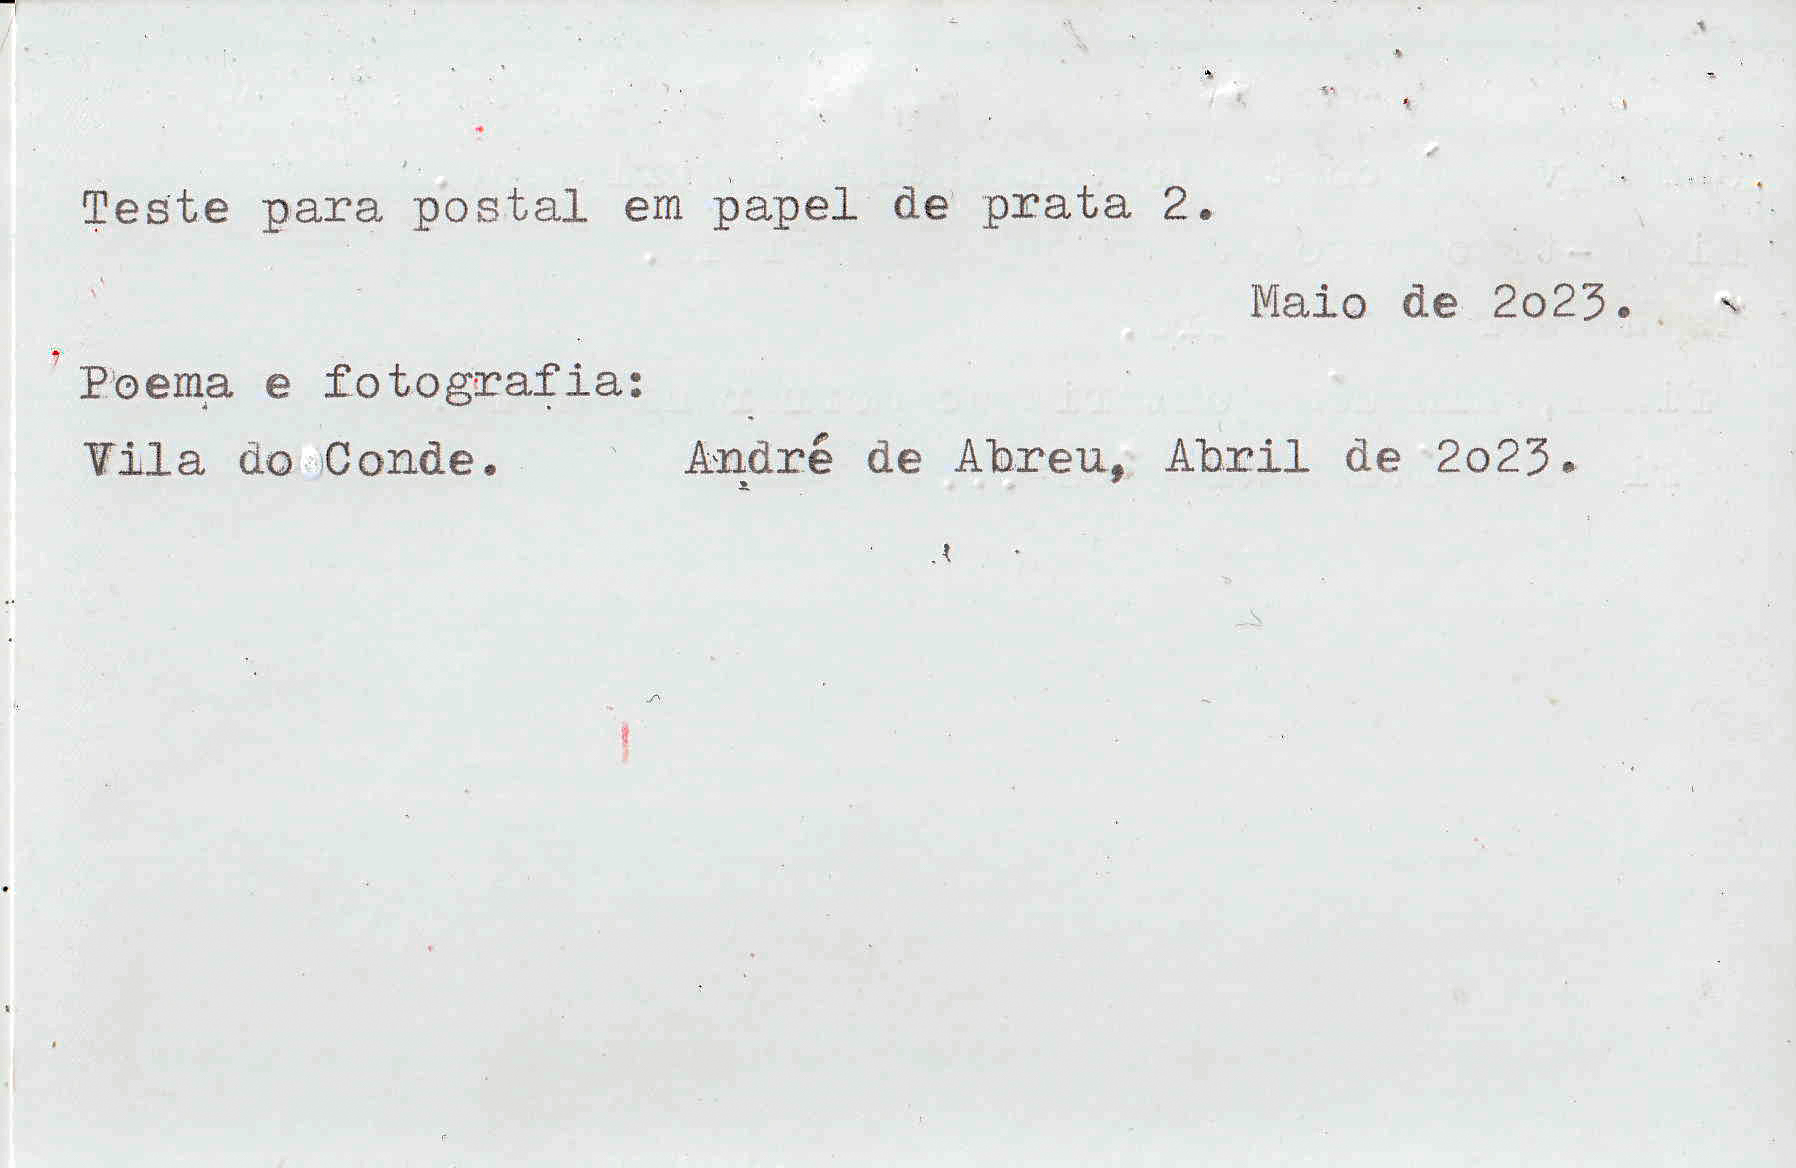 Teste para postal em papel de prata 2.
Maio de 2o23.
Poema e fotografia:
Vila do Conde. André de Abreu, Abril de 2o23.